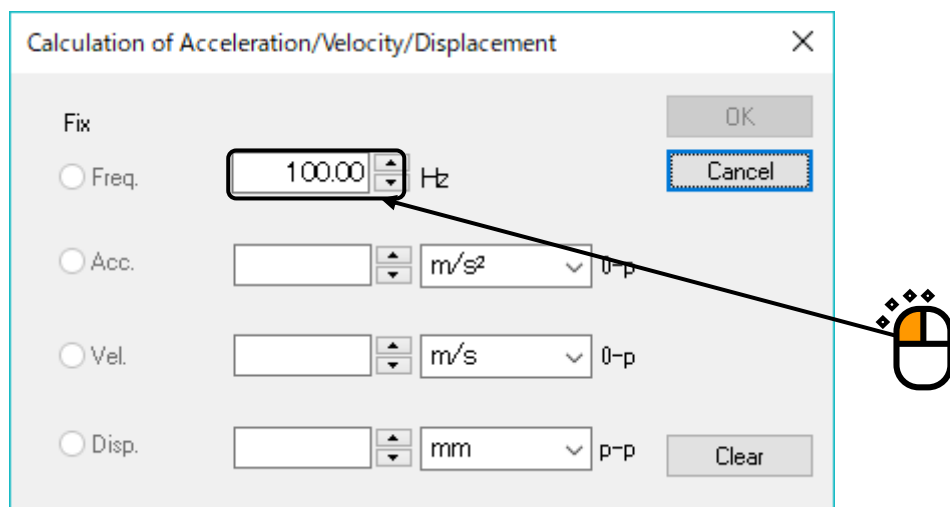 Calculation of Acceleration/Velocity/Displacement
Fix
OK
Freq. 100.00 Hz
Cancel
Acc. m/s² 0-p
Vel. m/s 0-p
Disp. mm p-p
Clear